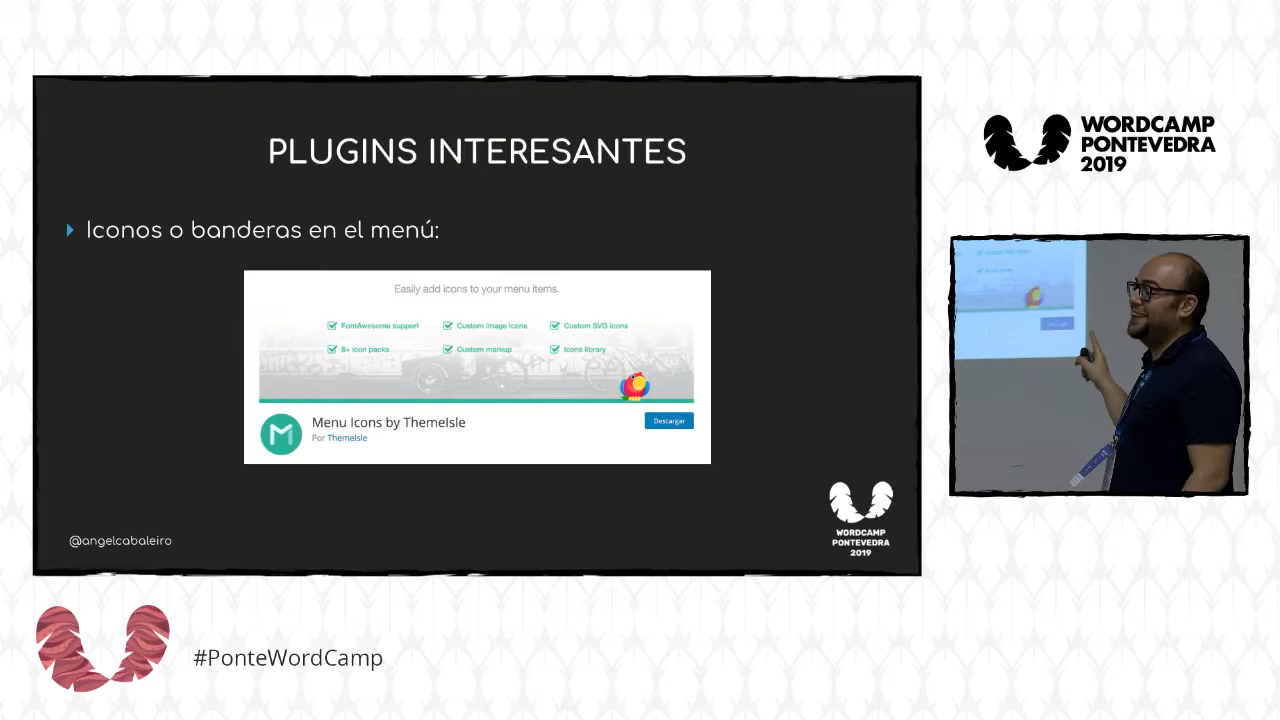 PLUGINS INTERESANTES
Iconos o banderas en el menú:
Easily add icons to your menu items.
FontAwesome support
Custom image icons
Custom SVG icons
8+ icon packs
Custom markup
Icons library
Menu Icons by ThemeIsle
Por ThemeIsle
Descargar
@angelcabaleiro
WORDCAMP
PONTEVEDRA
2019
WORDCAMP
PONTEVEDRA
2019
#PonteWordCamp